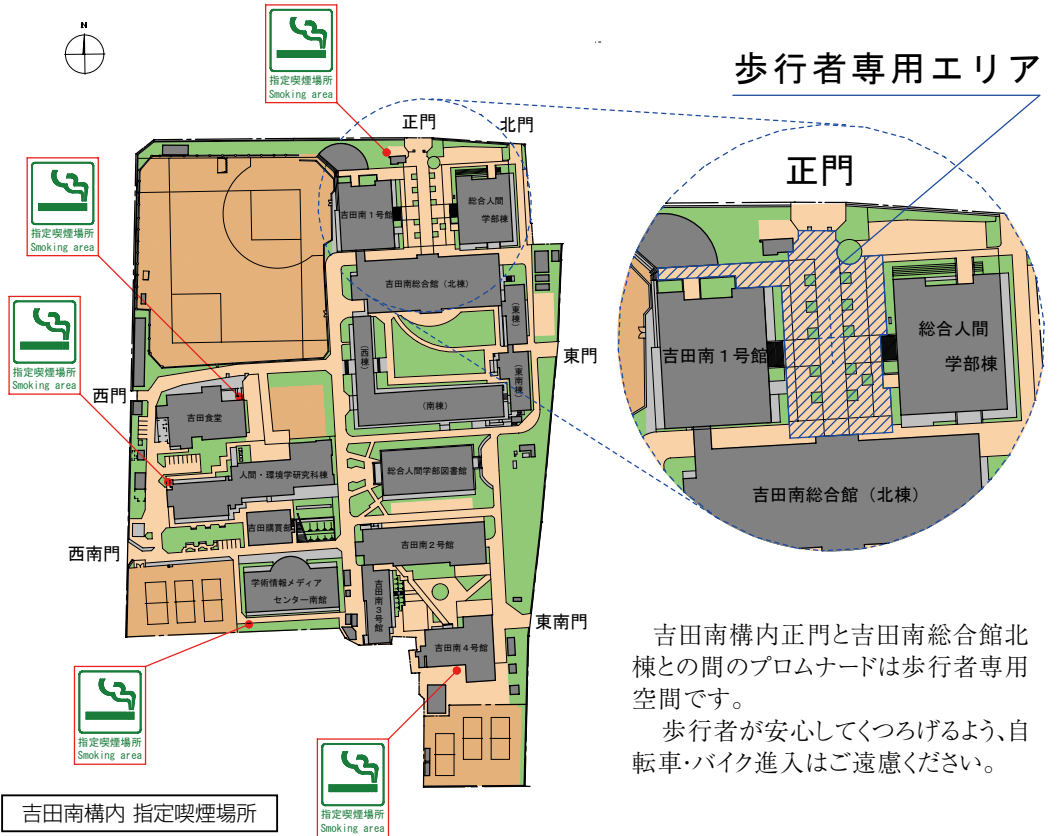 N
指定喫煙場所
Smoking area
歩行者専用エリア
正門
北門
指定喫煙場所
Smoking area
吉田南1号館
総合人間
学部棟
吉田南総合館(北棟)
(東棟)
指定喫煙場所
Smoking area
(西棟)
(東南棟)
東門
西門
吉田食堂
(南棟)
人間・環境学研究科棟
総合人間学部図書館
吉田購買部
吉田南2号館
西南門
学術情報メディア
センター南館
吉田南3号館
吉田南4号館
東南門
指定喫煙場所
Smoking area
指定喫煙場所
Smoking area
正門
吉田南1号館
総合人間
学部棟
吉田南総合館(北棟)
吉田南構内正門と吉田南総合館北
棟との間のプロムナードは歩行者専用
空間です。
歩行者が安心してくつろげるよう、自
転車・バイク進入はご遠慮ください。
吉田南構内 指定喫煙場所